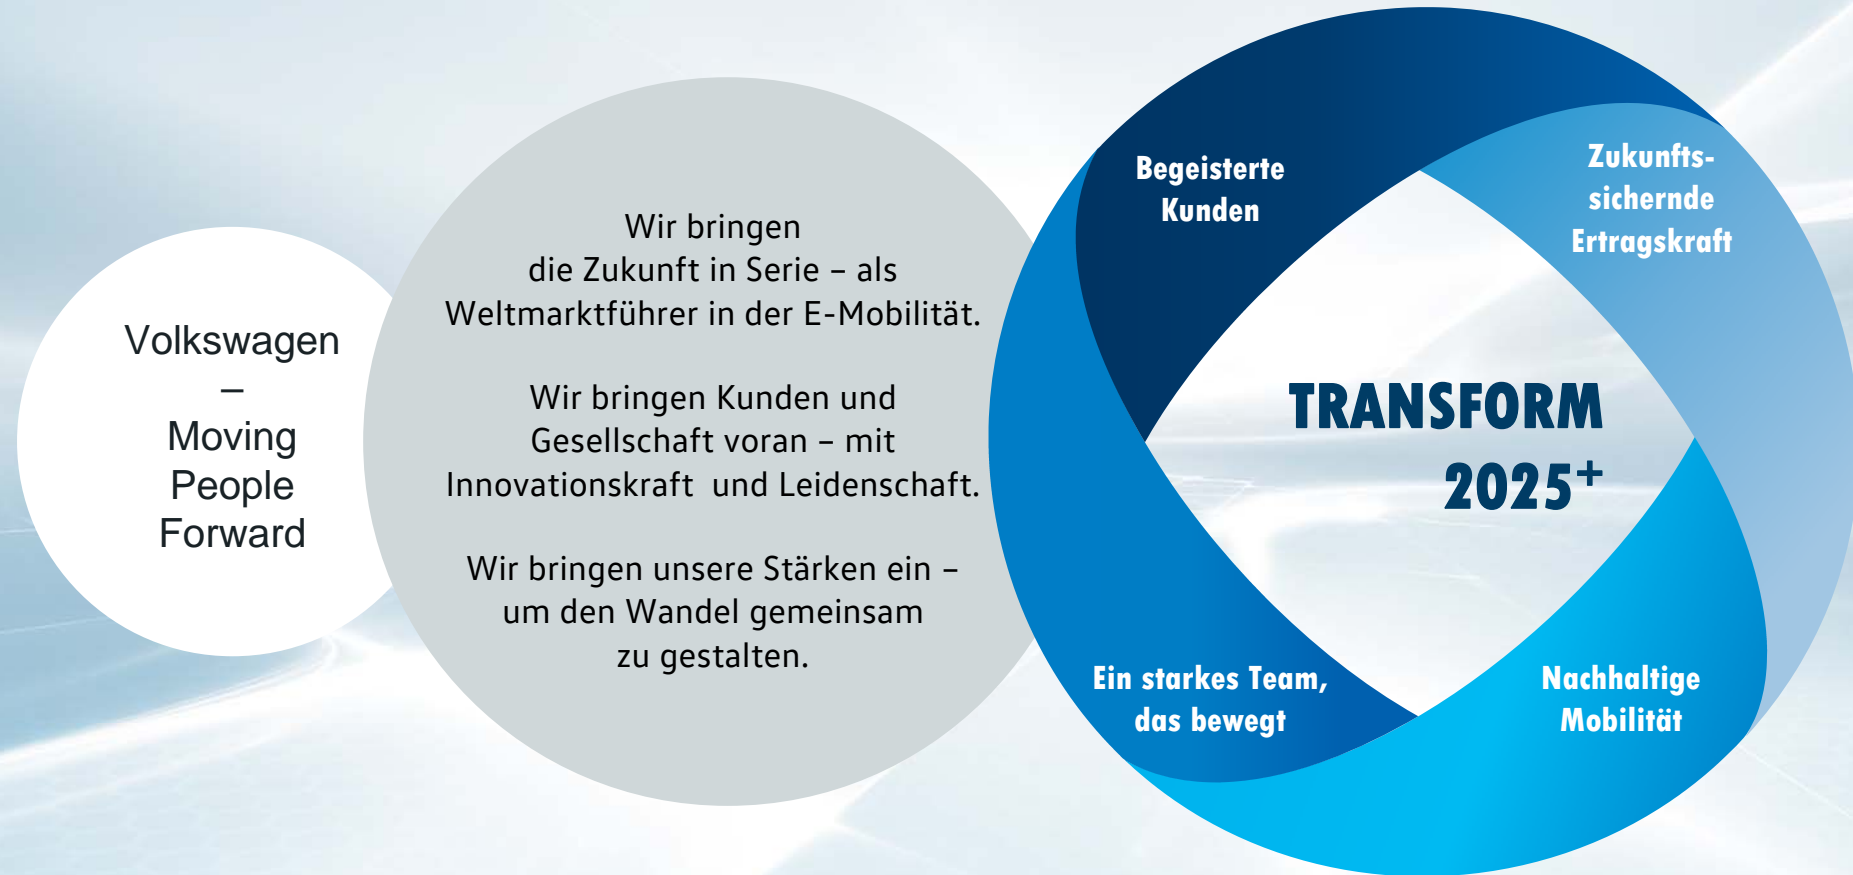 Volkswagen
–
Moving
People
Forward
Wir bringen
die Zukunft in Serie – als
Weltmarktführer in der E-Mobilität.
Wir bringen Kunden und
Gesellschaft voran – mit
Innovationskraft und Leidenschaft.
Wir bringen unsere Stärken ein –
um den Wandel gemeinsam
zu gestalten.
Begeisterte
Kunden
Zukunfts-
sichernde
Ertragskraft
TRANSFORM
2025+
Ein starkes Team,
das bewegt
Nachhaltige
Mobilität